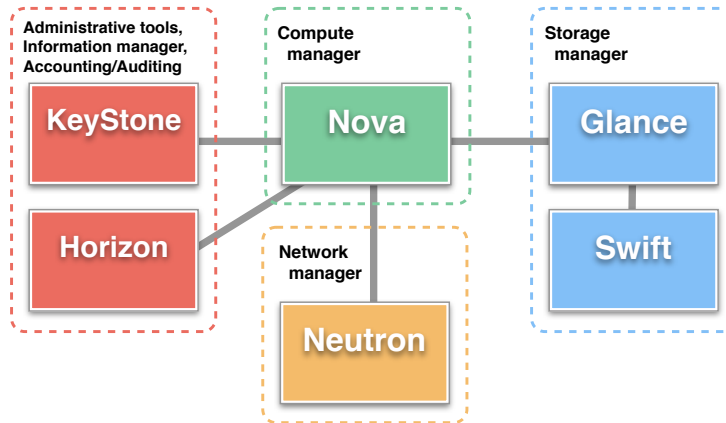 Administrative tools,
Information manager,
Accounting/Auditing
KeyStone
Horizon
Compute
manager
Nova
Network
manager
Neutron
Storage
manager
Glance
Swift